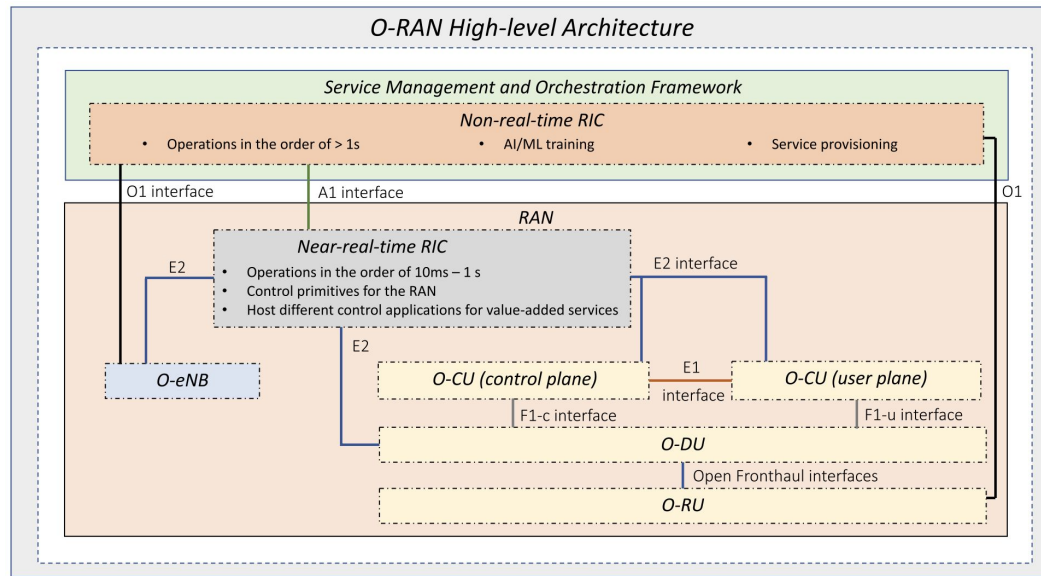 O-RAN High-level Architecture
Service Management and Orchestration Framework
Non-real-time RIC
• Operations in the order of > 1s
• AI/ML training
• Service provisioning
O1 interface
A1 interface
O1
RAN
Near-real-time RIC
• Operations in the order of 10ms – 1 s
• Control primitives for the RAN
• Host different control applications for value-added services
E2
E2 interface
E2
O-eNB
O-CU (control plane)
E1
interface
O-CU (user plane)
F1-c interface
F1-u interface
O-DU
Open Fronthaul interfaces
O-RU